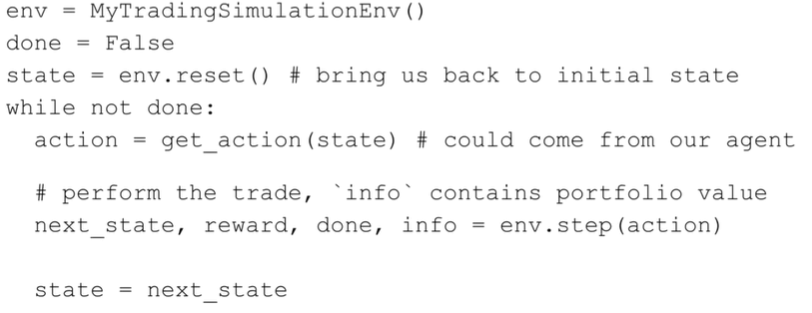 env = MyTradingSimulationEnv()
done = False
state = env.reset() # bring us back to initial state
while not done:
  action = get_action(state) # could come from our agent
  # perform the trade, `info` contains portfolio value
  next_state, reward, done, info = env.step(action)
  state = next_state